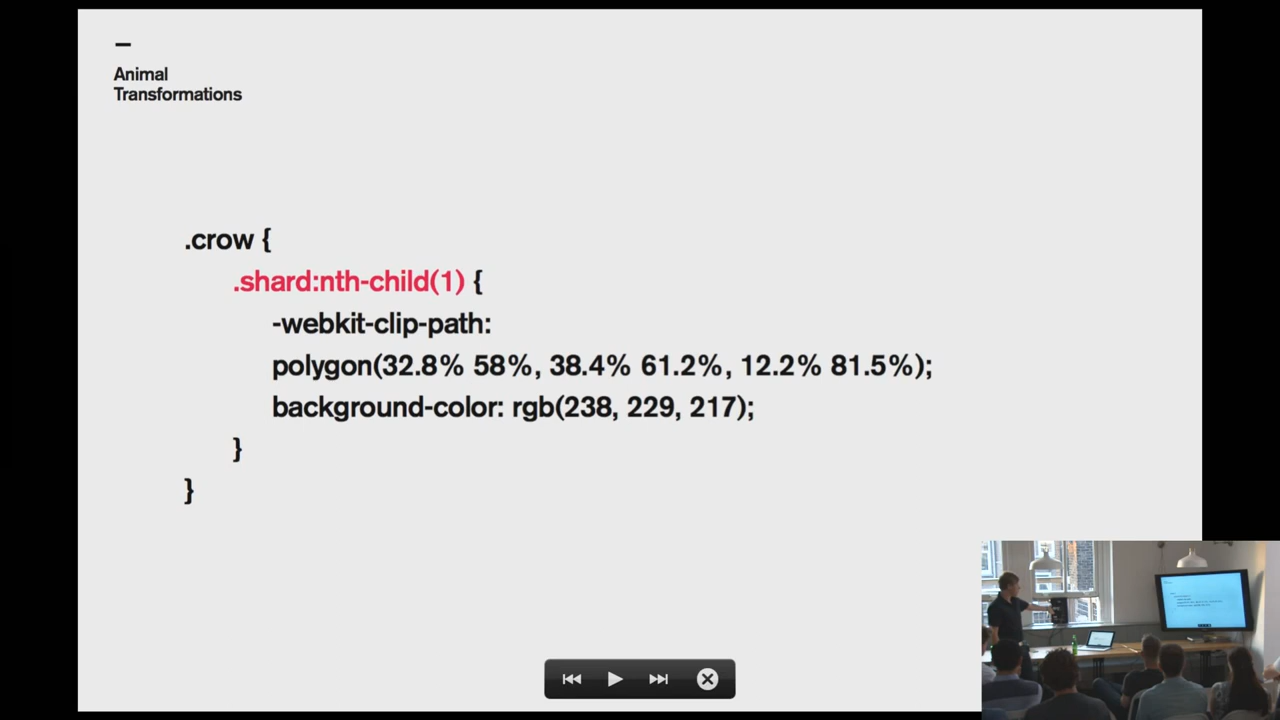 Animal
Transformations
.crow {
.shard:nth-child(1) {
-webkit-clip-path:
polygon(32.8% 58%, 38.4% 61.2%, 12.2% 81.5%);
background-color: rgb(238, 229, 217);
}
}